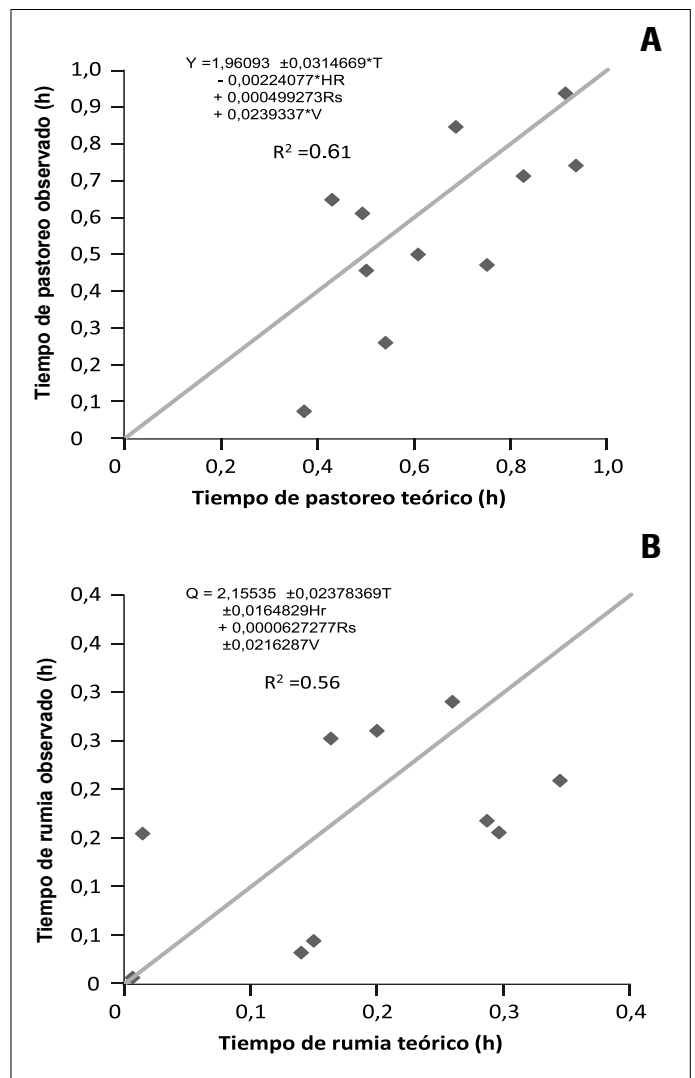 A
Y =1,96093 ±0,0314669*T
- 0,00224077*HR
+ 0,000499273Rs
+ 0,0239337*V
R² =0.61
Tiempo de pastoreo observado (h)
1,0
0,9
0,8
0,7
0,6
0,5
0,4
0,3
0,2
0,1
0
0 0,2 0,4 0,6 0,8 1,0
Tiempo de pastoreo teórico (h)
B
Q = 2,15535 ±0,02378369T
±0,0164829Hr
+ 0,0000627277Rs
±0,0216287V
R² =0.56
Tiempo de rumia observado (h)
0,4
0,4
0,3
0,3
0,2
0,2
0,1
0,1
0
0 0,1 0,2 0,3 0,4
Tiempo de rumia teórico (h)